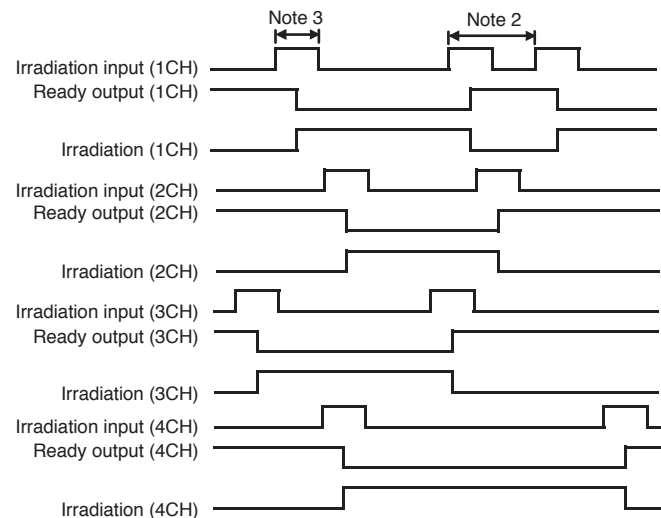 Note 3
Note 2
Irradiation input (1CH)
Ready output (1CH)
Irradiation (1CH)
Irradiation input (2CH)
Ready output (2CH)
Irradiation (2CH)
Irradiation input (3CH)
Ready output (3CH)
Irradiation (3CH)
Irradiation input (4CH)
Ready output (4CH)
Irradiation (4CH)